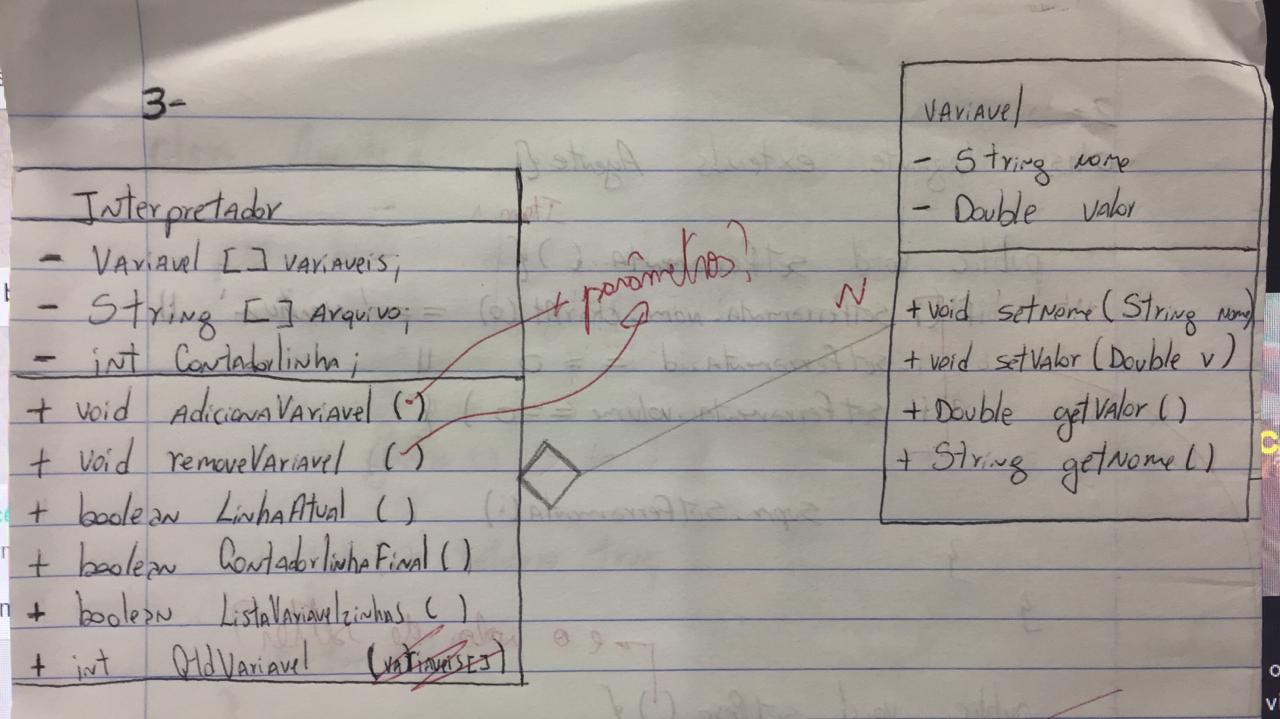 3-
Interpretador
- Variavel [] variaveis;
- String [] Arquivo;
- int Contadorlinha;
+ void AdicionaVariavel (·)
+ void removeVariavel (·)
+ boolean LinhaAtual ()
+ boolean ContadorlinhaFinal ()
+ boolean ListaVariavelzinhas ()
+ int QtdVariavel (variaveis[])
+ parâmetros?
N
Variavel
- String nome
- Double valor
+ void setNome (String nome)
+ void setValor (Double v)
+ Double getValor ()
+ String getNome ()